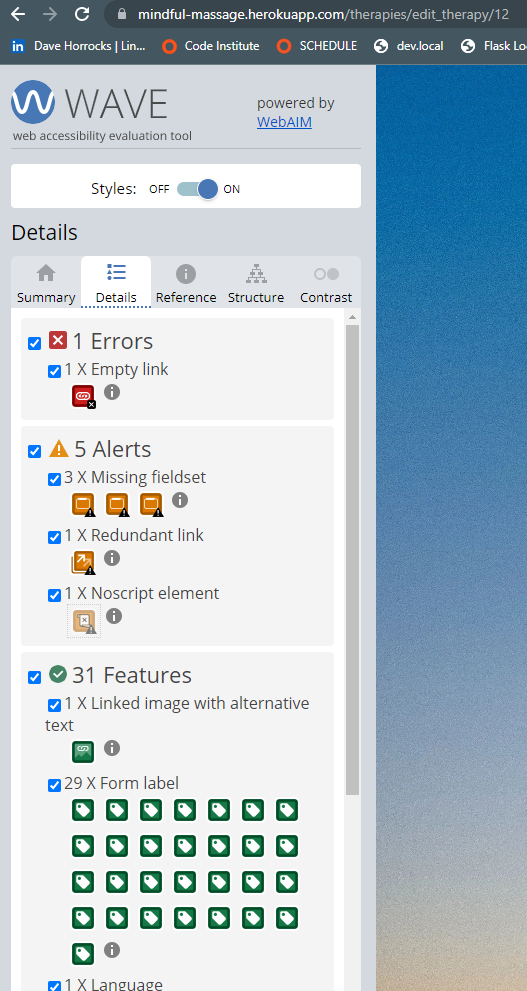 mindful-massage.herokuapp.com/therapies/edit_therapy/12
Dave Horrocks | Lin... Code Institute SCHEDULE dev.local Flask Lo
WAVE
web accessibility evaluation tool
powered by
WebAIM
Styles: OFF ON
Details
Summary Details Reference Structure Contrast
1 Errors
1 X Empty link
5 Alerts
3 X Missing fieldset
1 X Redundant link
1 X Noscript element
31 Features
1 X Linked image with alternative
text
29 X Form label
1 X Language